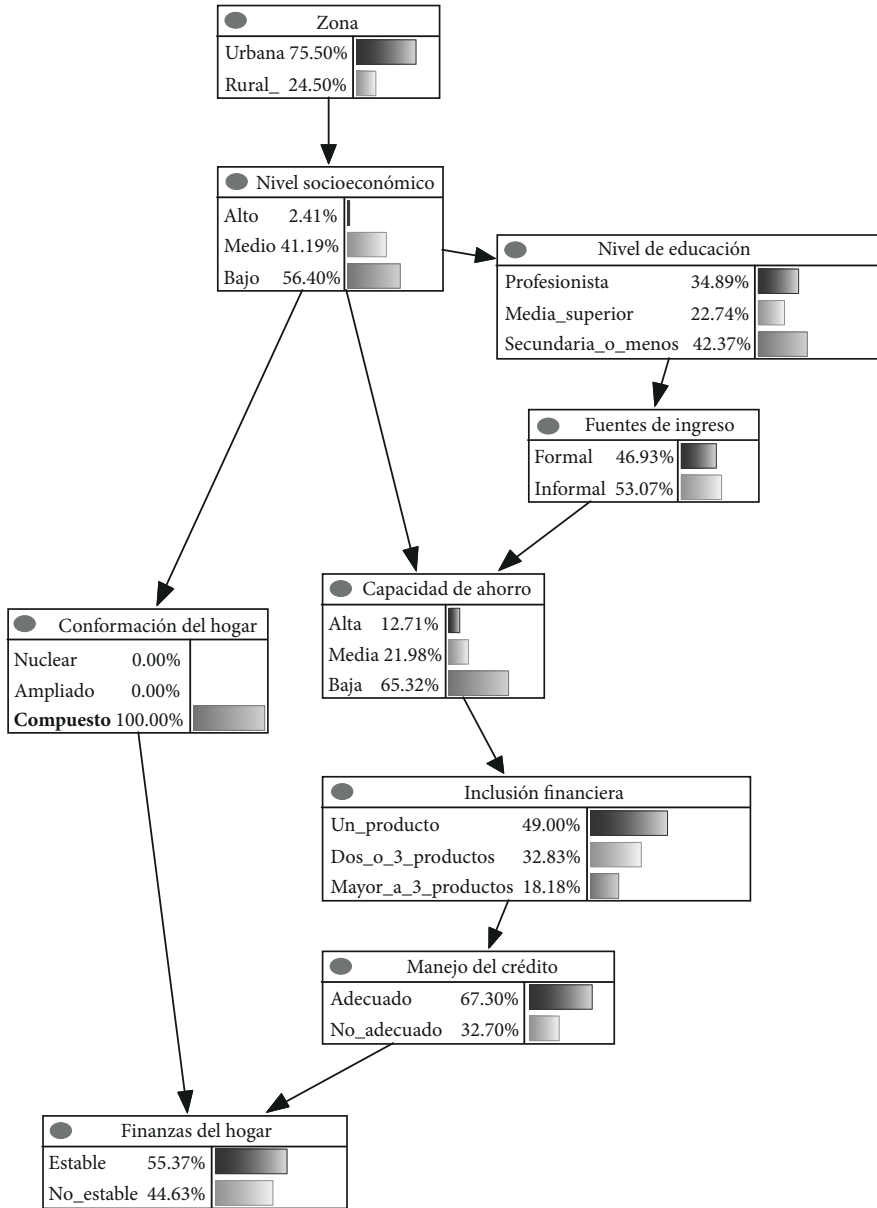 Zona
Urbana 75.50%
Rural_ 24.50%
Nivel socioeconómico
Alto 2.41%
Medio 41.19%
Bajo 56.40%
Nivel de educación
Profesionista 34.89%
Media_superior 22.74%
Secundaria_o_menos 42.37%
Fuentes de ingreso
Formal 46.93%
Informal 53.07%
Capacidad de ahorro
Alta 12.71%
Media 21.98%
Baja 65.32%
Conformación del hogar
Nuclear 0.00%
Ampliado 0.00%
Compuesto 100.00%
Inclusión financiera
Un_producto 49.00%
Dos_o_3_productos 32.83%
Mayor_a_3_productos 18.18%
Manejo del crédito
Adecuado 67.30%
No_adecuado 32.70%
Finanzas del hogar
Estable 55.37%
No_estable 44.63%